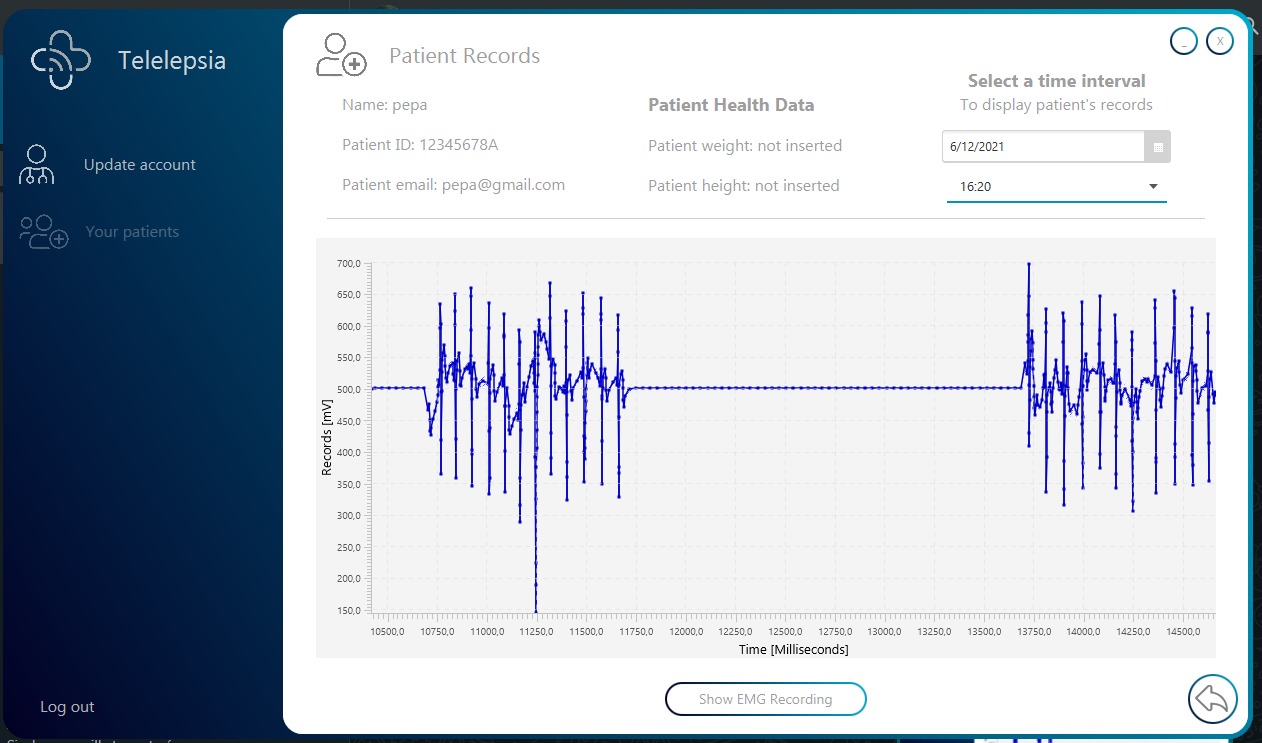 Telelepsia
Update account
Your patients
Log out
Patient Records
_
X
Name: pepa
Patient ID: 12345678A
Patient email: pepa@gmail.com
Patient Health Data
Patient weight: not inserted
Patient height: not inserted
Select a time interval
To display patient's records
6/12/2021
16:20
Records [mV]
700,0
650,0
600,0
550,0
500,0
450,0
400,0
350,0
300,0
250,0
200,0
150,0
10500,0 10750,0 11000,0 11250,0 11500,0 11750,0 12000,0 12250,0 12500,0 12750,0 13000,0 13250,0 13500,0 13750,0 14000,0 14250,0 14500,0
Time [Milliseconds]
Show EMG Recording